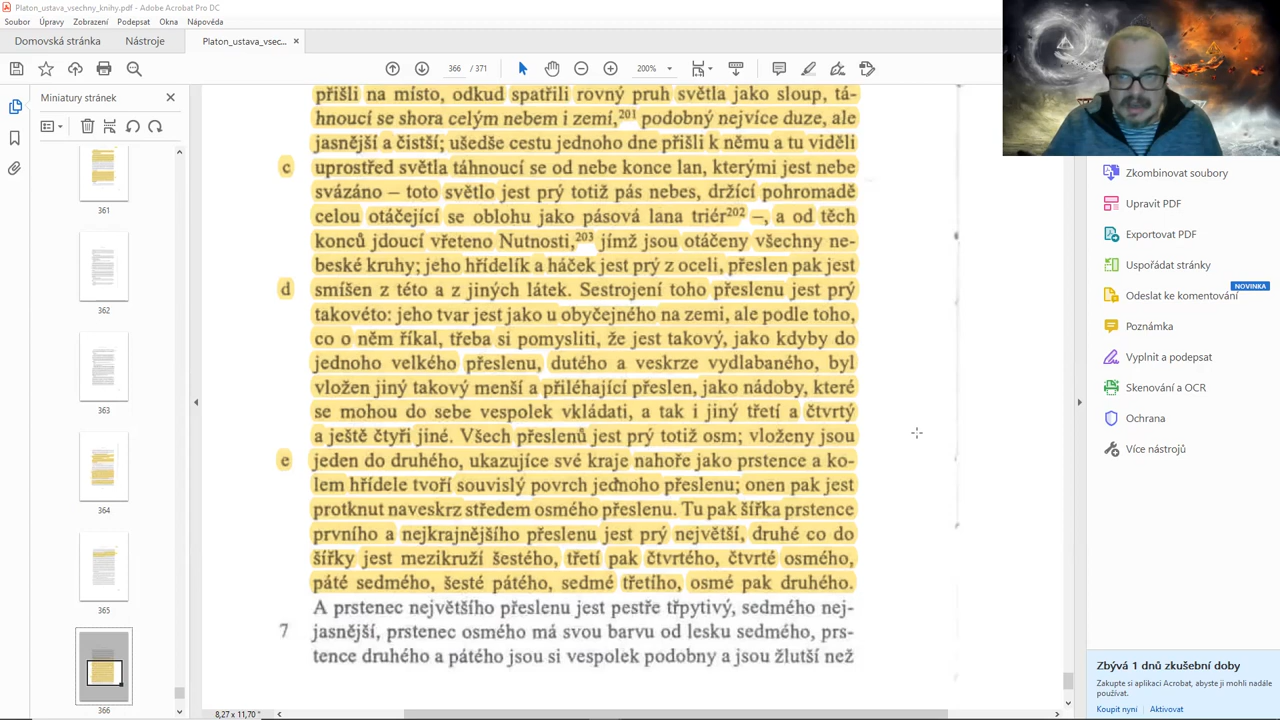 Platon_ustava_vsechny_knihy.pdf - Adobe Acrobat Pro DC
Soubor Úpravy Zobrazení Podepsat Okna Nápověda
Domovská stránka Nástroje Platon_ustava_vsec... ×
366 / 371 200%
Miniatury stránek
361
362
363
364
365
366
přišli na místo, odkud spatřili rovný pruh světla jako sloup, tá-
hnoucí se shora celým nebem i zemí,201 podobný nejvíce duze, ale
jasnější a čistší; ušedše cestu jednoho dne přišli k němu a tu viděli
c uprostřed světla táhnoucí se od nebe konce lan, kterými jest nebe
svázáno – toto světlo jest prý totiž pás nebes, držící pohromadě
celou otáčející se oblohu jako pásová lana triér202 –, a od těch
konců jdoucí vřeteno Nutnosti,203 jímž jsou otáčeny všechny ne-
beské kruhy; jeho hřídelík a háček jest prý z oceli, přeslen pak jest
d smíšen z této a z jiných látek. Sestrojení toho přeslenu jest prý
takovéto: jeho tvar jest jako u obyčejného na zemi, ale podle toho,
co o něm říkal, třeba si pomysliti, že jest takový, jako kdyby do
jednoho velkého přeslenu, dutého a veskrze vydlabaného, byl
vložen jiný takový menší a přiléhající přeslen, jako nádoby, které
se mohou do sebe vespolek vkládati, a tak i jiný třetí a čtvrtý
a ještě čtyři jiné. Všech přeslenů jest prý totiž osm; vloženy jsou
e jeden do druhého, ukazujíce své kraje nahoře jako prstence a ko-
lem hřídele tvoří souvislý povrch jednoho přeslenu; onen pak jest
protknut naveskrz středem osmého přeslenu. Tu pak šířka prstence
prvního a nejkrajnějšího přeslenu jest prý největší, druhé co do
šířky jest mezikruží šestého, třetí pak čtvrtého, čtvrté osmého,
páté sedmého, šesté pátého, sedmé třetího, osmé pak druhého.
A prstenec největšího přeslenu jest pestře třpytivý, sedmého nej-
7 jasnější, prstenec osmého má svou barvu od lesku sedmého, prs-
tence druhého a pátého jsou si vespolek podobny a jsou žlutší než
8,27 x 11,70"
Zkombinovat soubory
Upravit PDF
Exportovat PDF
Uspořádat stránky
NOVINKA
Odeslat ke komentování
Poznámka
Vyplnit a podepsat
Skenování a OCR
Ochrana
Více nástrojů
Zbývá 1 dnů zkušební doby
Zakupte si aplikaci Acrobat, abyste ji mohli nadále
používat.
Koupit nyní Aktivovat